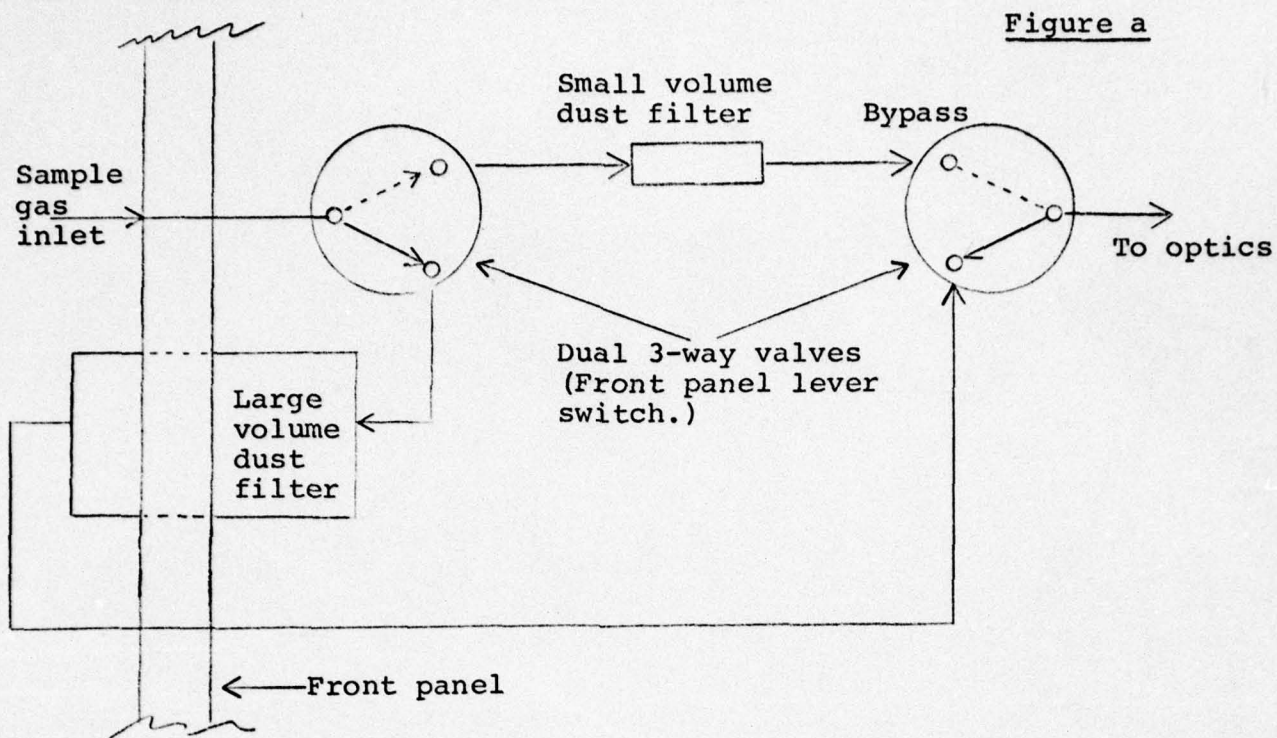 Figure a
Small volume
dust filter
Bypass
Sample
gas
inlet
To optics
Dual 3-way valves
(Front panel lever
switch.)
Large
volume
dust
filter
Front panel